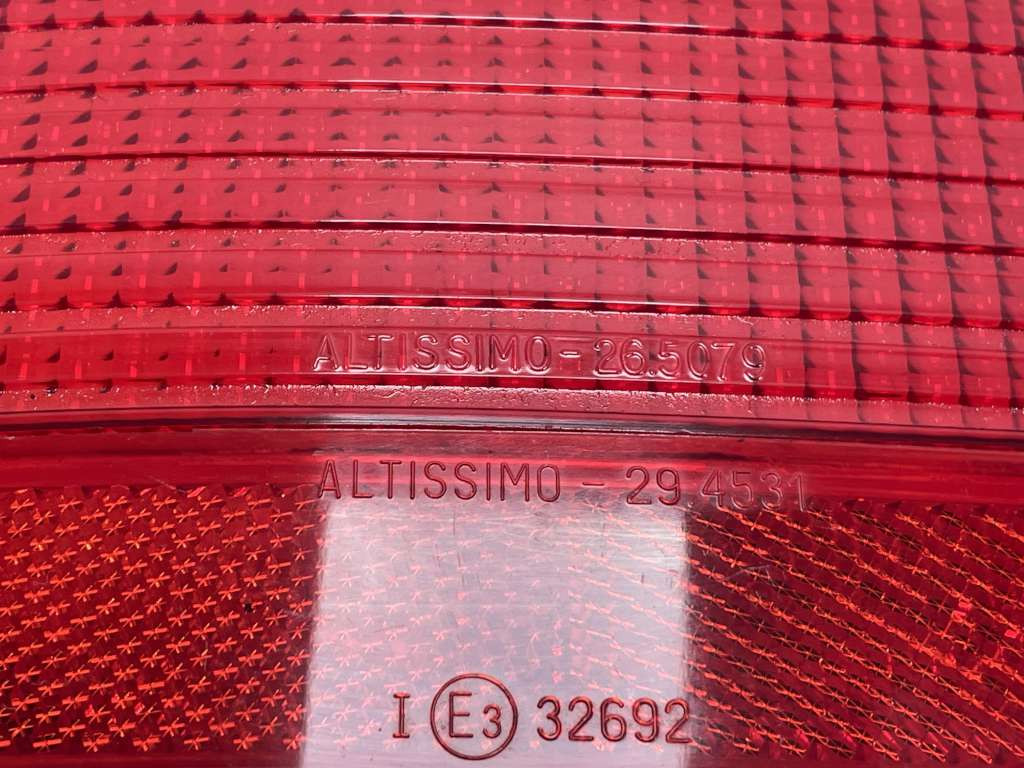 ALTISSIMO - 26.5079
ALTISSIMO - 29.4531
I E3 32692